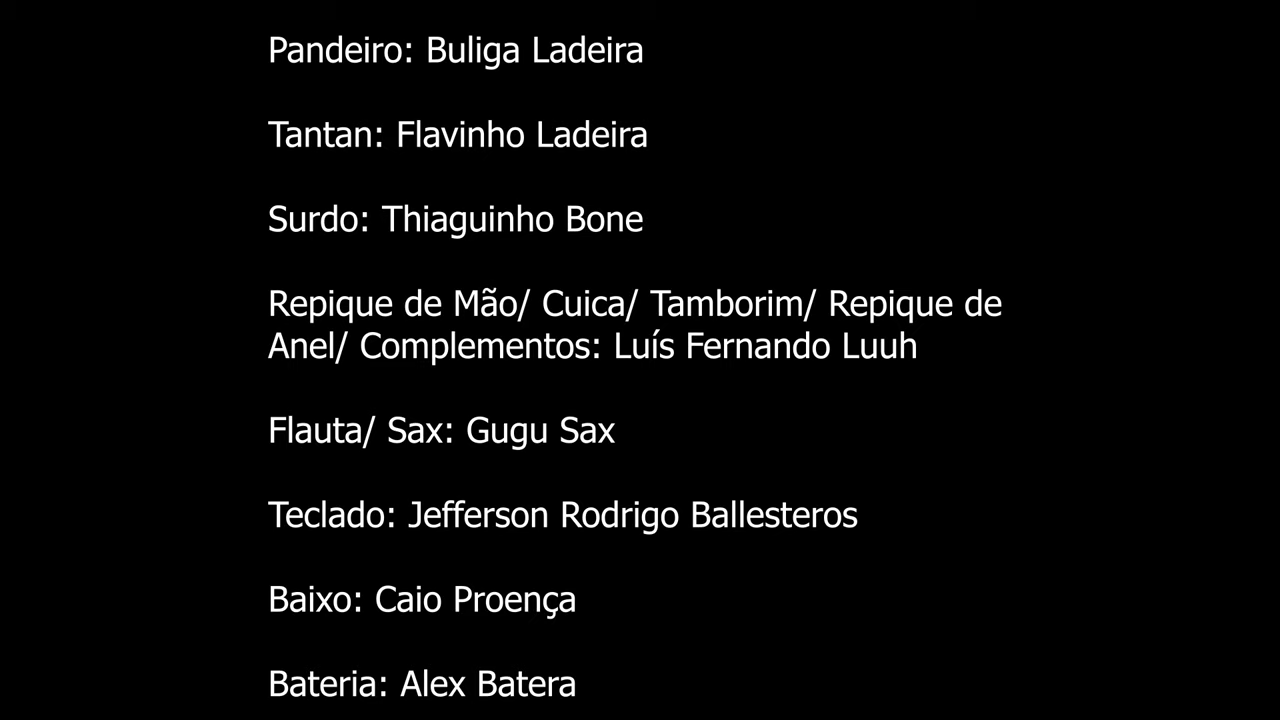 Pandeiro: Buliga Ladeira
Tantan: Flavinho Ladeira
Surdo: Thiaguinho Bone
Repique de Mão/ Cuica/ Tamborim/ Repique de
Anel/ Complementos: Luís Fernando Luuh
Flauta/ Sax: Gugu Sax
Teclado: Jefferson Rodrigo Ballesteros
Baixo: Caio Proença
Bateria: Alex Batera